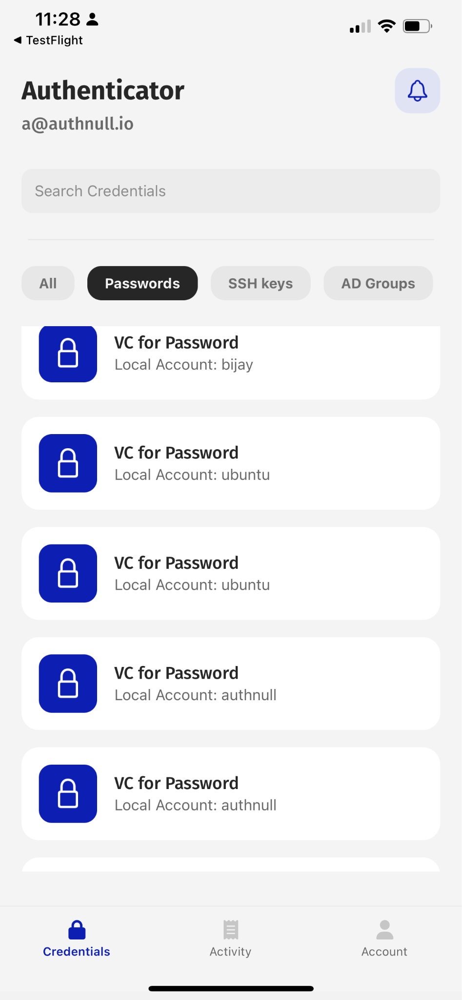 11:28
◀ TestFlight
Authenticator
a@authnull.io
Search Credentials
All Passwords SSH keys AD Groups
VC for Password
Local Account: bijay
VC for Password
Local Account: ubuntu
VC for Password
Local Account: ubuntu
VC for Password
Local Account: authnull
VC for Password
Local Account: authnull
Credentials Activity Account